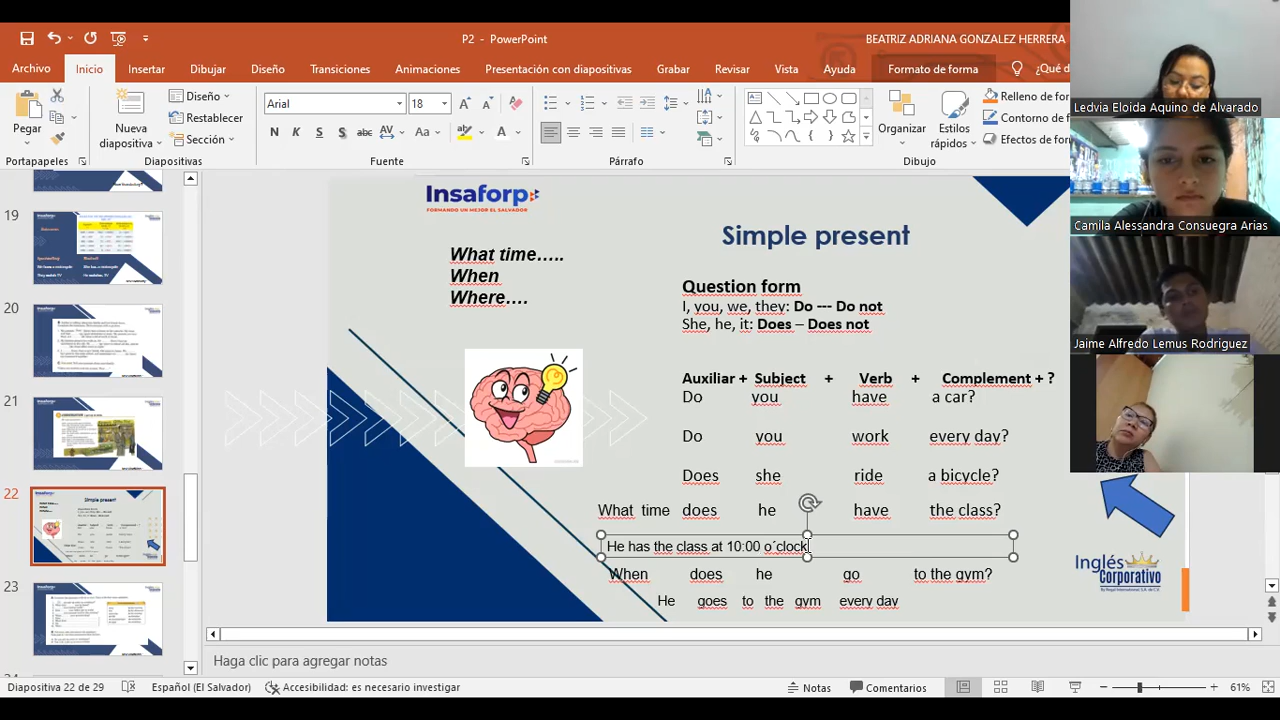 P2 - PowerPoint
BEATRIZ ADRIANA GONZALEZ HERRERA
Archivo Inicio Insertar Dibujar Diseño Transiciones Animaciones Presentación con diapositivas Grabar Revisar Vista Ayuda Formato de forma ¿Qué d
Pegar
Nueva diapositiva
Diseño
Restablecer
Sección
Arial 18
N K S S abc AV Aa A
Organizar
Estilos rápidos
Relleno de for
Contorno de f
Efectos de for
Portapapeles Diapositivas Fuente Párrafo Dibujo
19
20
21
22
23
Insaforp
FORMANDO UN MEJOR EL SALVADOR
Simple present
What time.....
When
Where....
Question form
I, you, we, they: Do --- Do not
She, he, it: Does -- Does not
Auxiliar + Subject + Verb + Complement + ?
Do you have a car?
Do you work every day?
Does she ride a bicycle?
What time does he have the class?
He has the class at 10:00 o clock
When does he go to the gym?
He goes to the every day
Inglés
Corporativo
By Regal International, S.A. de C.V.
Ledvia Eloida Aquino de Alvarado
Camila Alessandra Consuegra Arias
Jaime Alfredo Lemus Rodriguez
Haga clic para agregar notas
Diapositiva 22 de 29 Español (El Salvador) Accesibilidad: es necesario investigar Notas Comentarios 61%